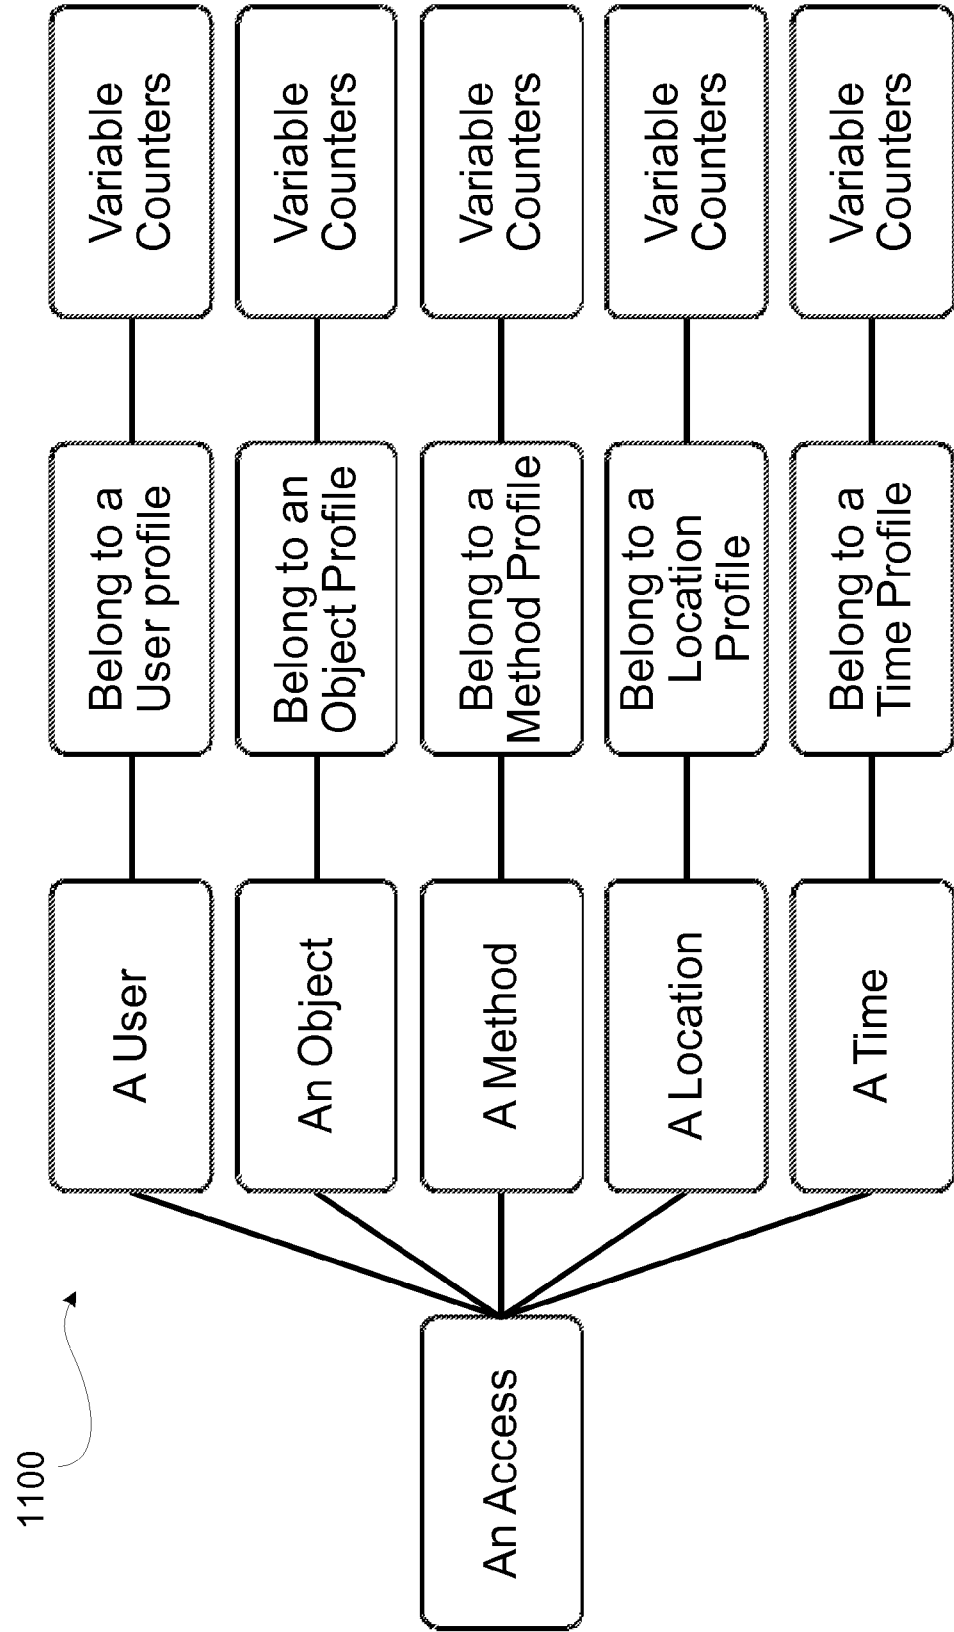 1100
An Access
A User
Belong to a
User profile
Variable
Counters
An Object
Belong to an
Object Profile
Variable
Counters
A Method
Belong to a
Method Profile
Variable
Counters
A Location
Belong to a
Location
Profile
Variable
Counters
A Time
Belong to a
Time Profile
Variable
Counters